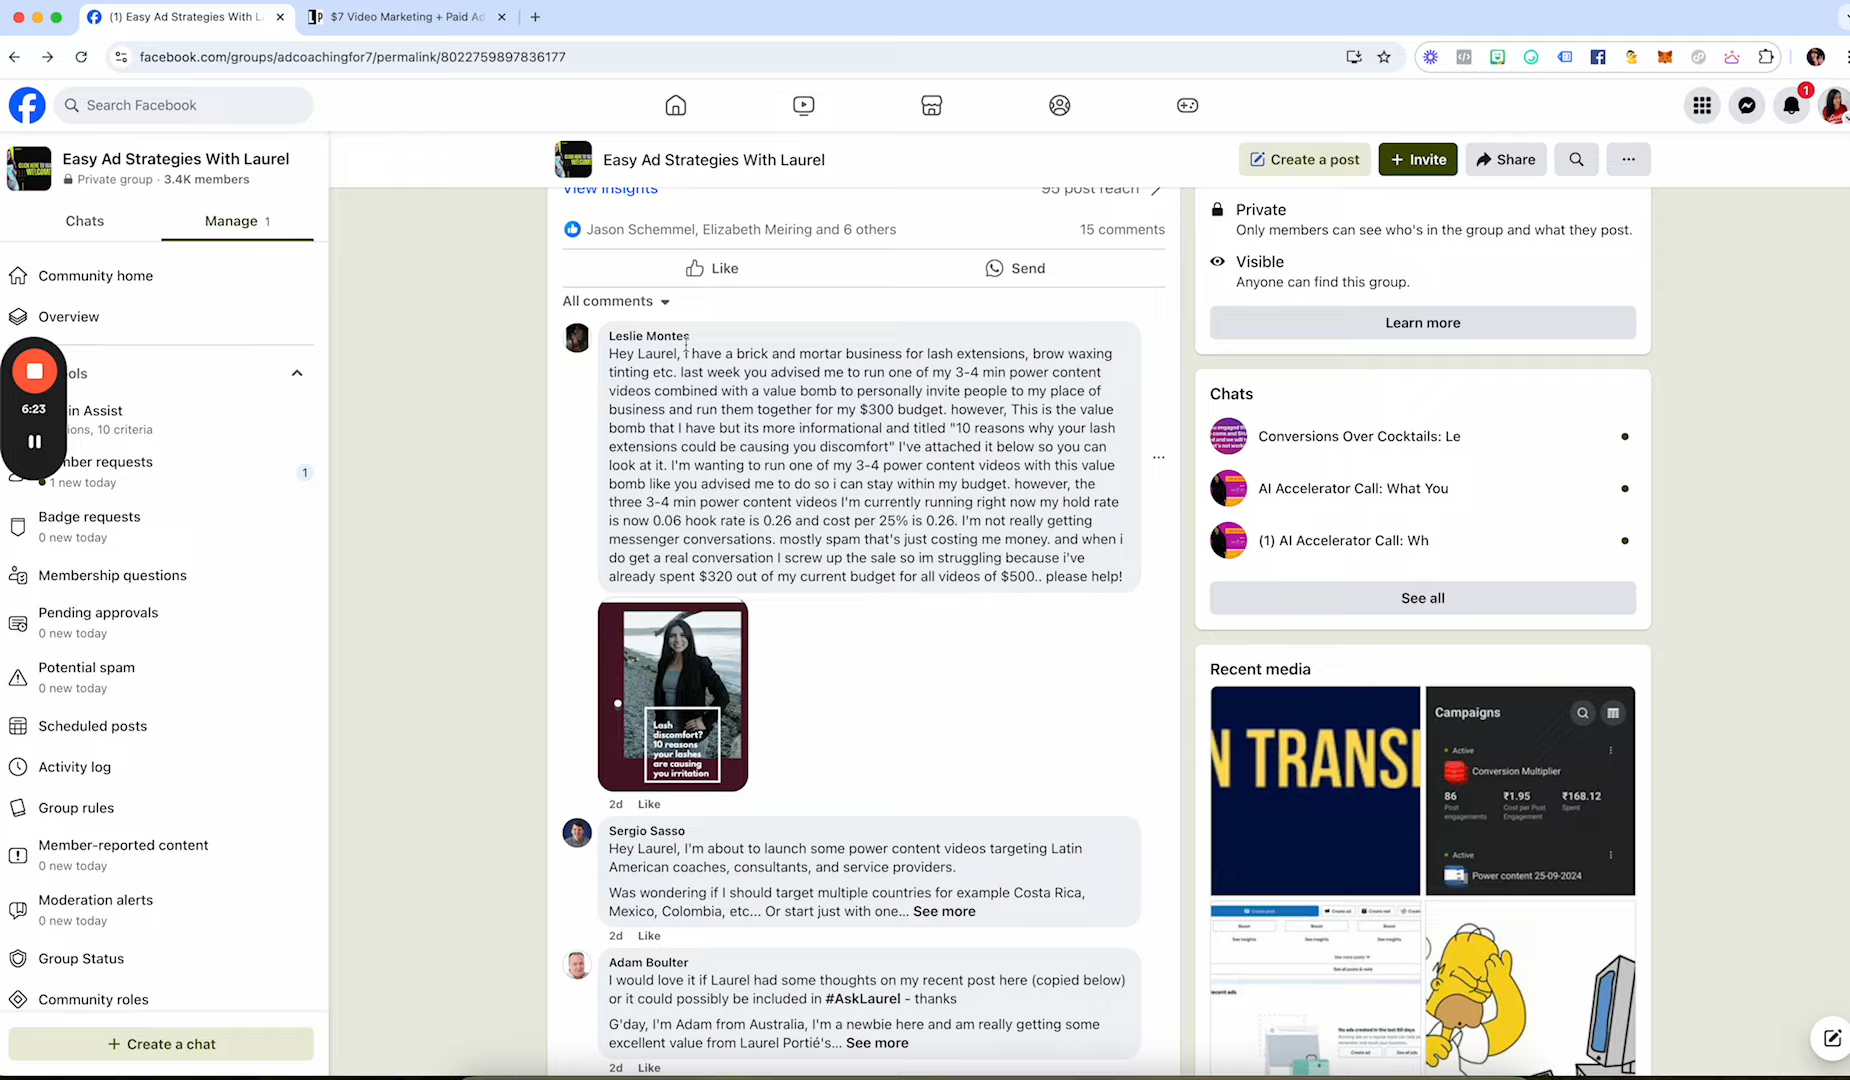 (1) Easy Ad Strategies With La
$7 Video Marketing + Paid Ad
facebook.com/groups/adcoachingfor7/permalink/8022759897836177
Search Facebook
1
Easy Ad Strategies With Laurel
Private group · 3.4K members
Chats
Manage 1
Community home
Overview
6:23
ols
in Assist
ions, 10 criteria
mber requests
1 new today
1
Badge requests
0 new today
Membership questions
Pending approvals
0 new today
Potential spam
0 new today
Scheduled posts
Activity log
Group rules
Member-reported content
0 new today
Moderation alerts
0 new today
Group Status
Community roles
+ Create a chat
Easy Ad Strategies With Laurel
Create a post
+ Invite
Share
View insights
95 post reach
Jason Schemmel, Elizabeth Meiring and 6 others
15 comments
Like
Send
All comments
Leslie Montes
Hey Laurel, i have a brick and mortar business for lash extensions, brow waxing
tinting etc. last week you advised me to run one of my 3-4 min power content
videos combined with a value bomb to personally invite people to my place of
business and run them together for my $300 budget. however, This is the value
bomb that I have but its more informational and titled "10 reasons why your lash
extensions could be causing you discomfort" I've attached it below so you can
look at it. I'm wanting to run one of my 3-4 power content videos with this value
bomb like you advised me to do so i can stay within my budget. however, the
three 3-4 min power content videos I'm currently running right now my hold rate
is now 0.06 hook rate is 0.26 and cost per 25% is 0.26. I'm not really getting
messenger conversations. mostly spam that's just costing me money. and when i
do get a real conversation I screw up the sale so im struggling because i've
already spent $320 out of my current budget for all videos of $500.. please help!
Lash
discomfort?
10 reasons
your lashes
are causing
you irritation
2d Like
Sergio Sasso
Hey Laurel, I'm about to launch some power content videos targeting Latin
American coaches, consultants, and service providers.
Was wondering if I should target multiple countries for example Costa Rica,
Mexico, Colombia, etc... Or start just with one... See more
2d Like
Adam Boulter
I would love it if Laurel had some thoughts on my recent post here (copied below)
or it could possibly be included in #AskLaurel - thanks
G'day, I'm Adam from Australia, I'm a newbie here and am really getting some
excellent value from Laurel Portié's... See more
2d Like
Private
Only members can see who's in the group and what they post.
Visible
Anyone can find this group.
Learn more
Chats
Conversions Over Cocktails: Le
AI Accelerator Call: What You
(1) AI Accelerator Call: Wh
See all
Recent media
N TRANSI
Campaigns
Active
Conversion Multiplier
86
₹1.95
₹168.12
Post
engagements
Cost per Post
Engagement
Spent
Active
Power content 25-09-2024